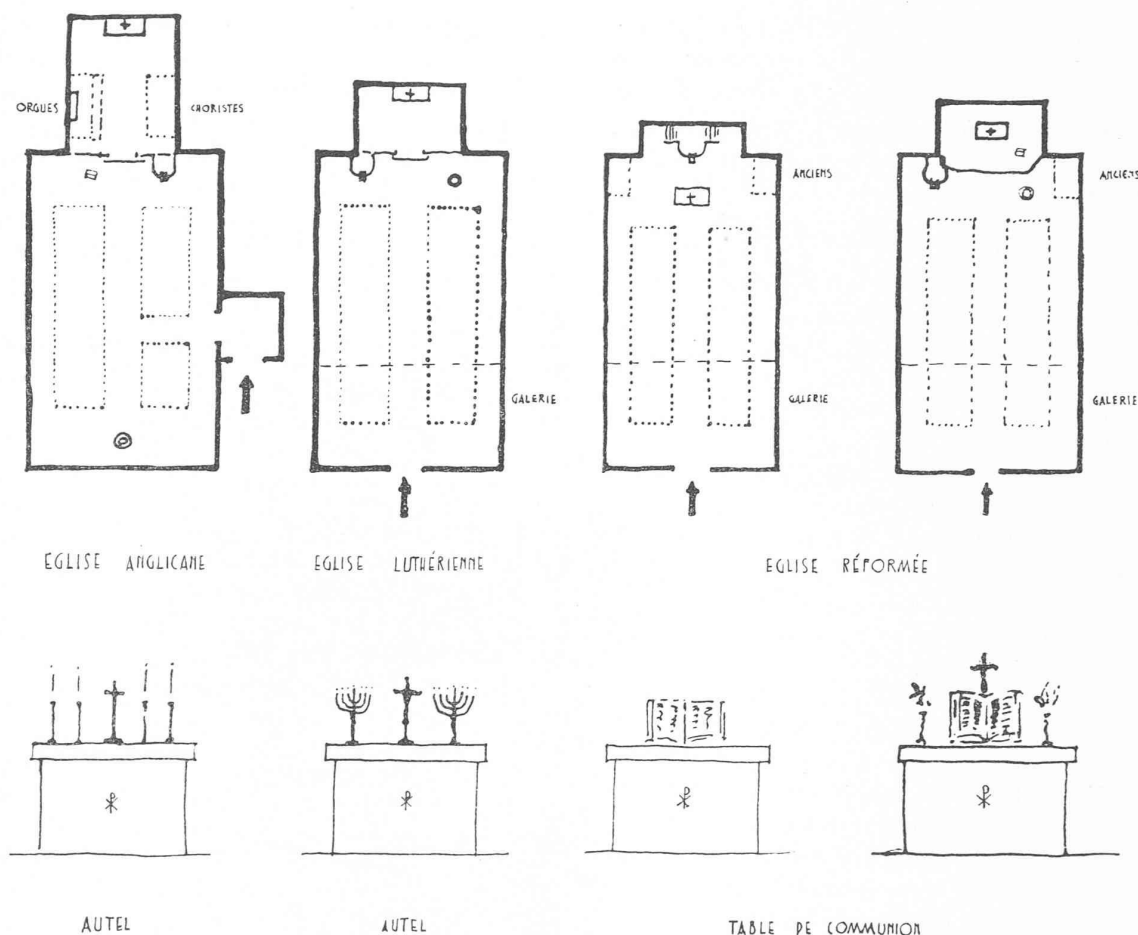 ORGUES
CHORISTES
ANCIENS
ANCIENS
GALERIE
GALERIE
GALERIE
EGLISE ANGLICANE
EGLISE LUTHÉRIENNE
EGLISE RÉFORMÉE
AUTEL
AUTEL
TABLE DE COMMUNION